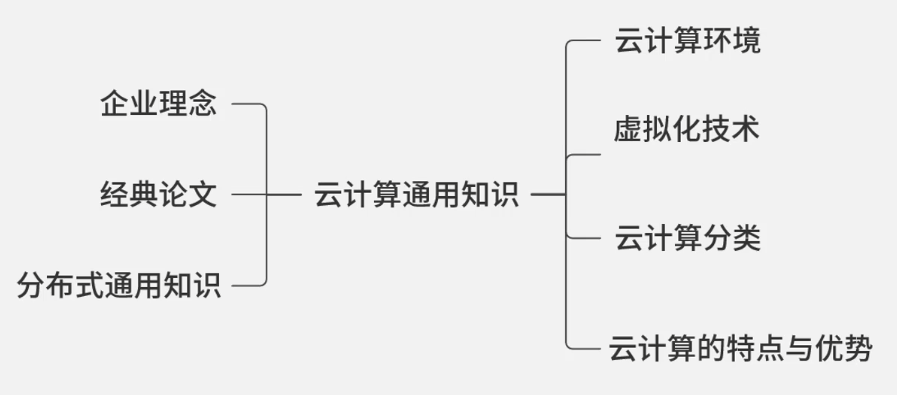 企业理念
经典论文
分布式通用知识
云计算通用知识
云计算环境
虚拟化技术
云计算分类
云计算的特点与优势